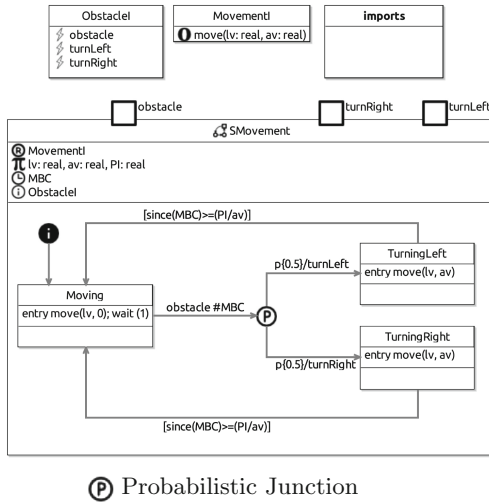 ObstacleI
obstacle
turnLeft
turnRight
MovementI
O move(lv: real, av: real)
imports
obstacle
turnRight
turnLeft
SMovement
R MovementI
π lv: real, av: real, PI: real
MBC
i ObstacleI
[since(MBC)>=(PI/av)]
i
TurningLeft
entry move(lv, av)
p{0.5}/turnLeft
Moving
entry move(lv, 0); wait (1)
obstacle #MBC
P
TurningRight
entry move(lv, av)
p{0.5}/turnRight
[since(MBC)>=(PI/av)]
P Probabilistic Junction